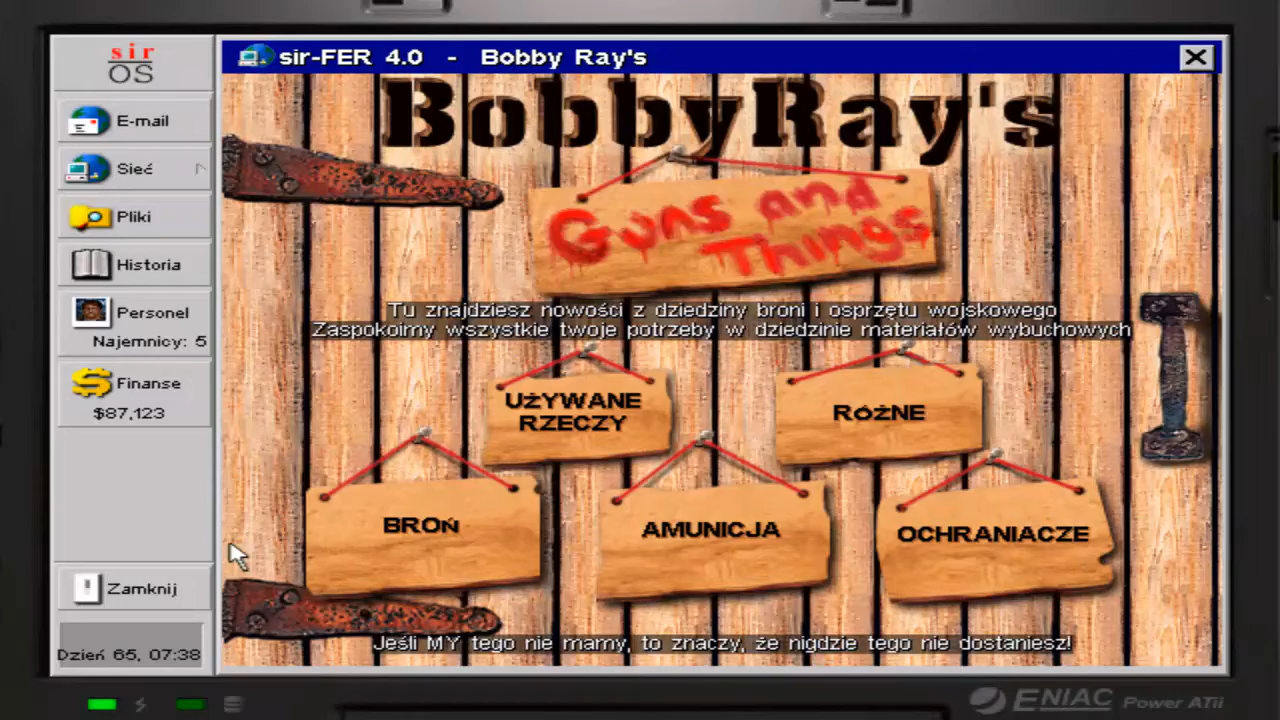 sir
OS
E-mail
Sieć
Pliki
Historia
Personel
Najemnicy: 5
Finanse
$87,123
Zamknij
Dzień 65, 07:38
sir-FER 4.0 - Bobby Ray's
BobbyRay's
Guns and
Things
Tu znajdziesz nowości z dziedziny broni i osprzętu wojskowego
Zaspokoimy wszystkie twoje potrzeby w dziedzinie materiałów wybuchowych
UŻYWANE
RZECZY
RÓŻNE
BROŃ
AMUNICJA
OCHRANIACZE
Jeśli MY tego nie mamy, to znaczy, że nigdzie tego nie dostaniesz!
ENIAC Power ATii